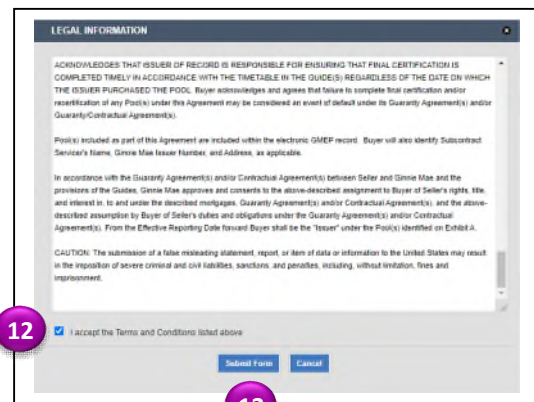 LEGAL INFORMATION
ACKNOWLEDGES THAT ISSUER OF RECORD IS RESPONSIBLE FOR ENSURING THAT FINAL CERTIFICATION IS
COMPLETED TIMELY IN ACCORDANCE WITH THE TIMETABLE IN THE GUIDE(S) REGARDLESS OF THE DATE ON WHICH
THE ISSUER PURCHASED THE POOL. Buyer acknowledges and agrees that failure to complete final certification and/or
recertification of any Pool(s) under this Agreement may be considered an event of default under its Guaranty Agreement(s) and/or
Guaranty/Contractual Agreement(s).
Pool(s) included as part of this Agreement are included within the electronic GMEP record. Buyer will also identify Subcontract
Servicer's Name, Ginnie Mae Issuer Number, and Address, as applicable.
In accordance with the Guaranty Agreement(s) and/or Contractual Agreement(s) between Seller and Ginnie Mae and the
provisions of the Guides, Ginnie Mae approves and consents to the above-described assignment to Buyer of Seller's rights, title,
and interest in, to and under the described mortgages, Guaranty Agreement(s) and/or Contractual Agreement(s), and the above-
described assumption by Buyer of Seller's duties and obligations under the Guaranty Agreement(s) and/or Contractual
Agreement(s). From the Effective Reporting Date forward Buyer shall be the "Issuer" under the Pool(s) identified on Exhibit A.
CAUTION: The submission of a false misleading statement, report, or item of data or information to the United States may result
in the imposition of severe criminal and civil liabilities, sanctions, and penalties, including, without limitation, fines and
imprisonment.
12
I accept the Terms and Conditions listed above
Submit Form Cancel